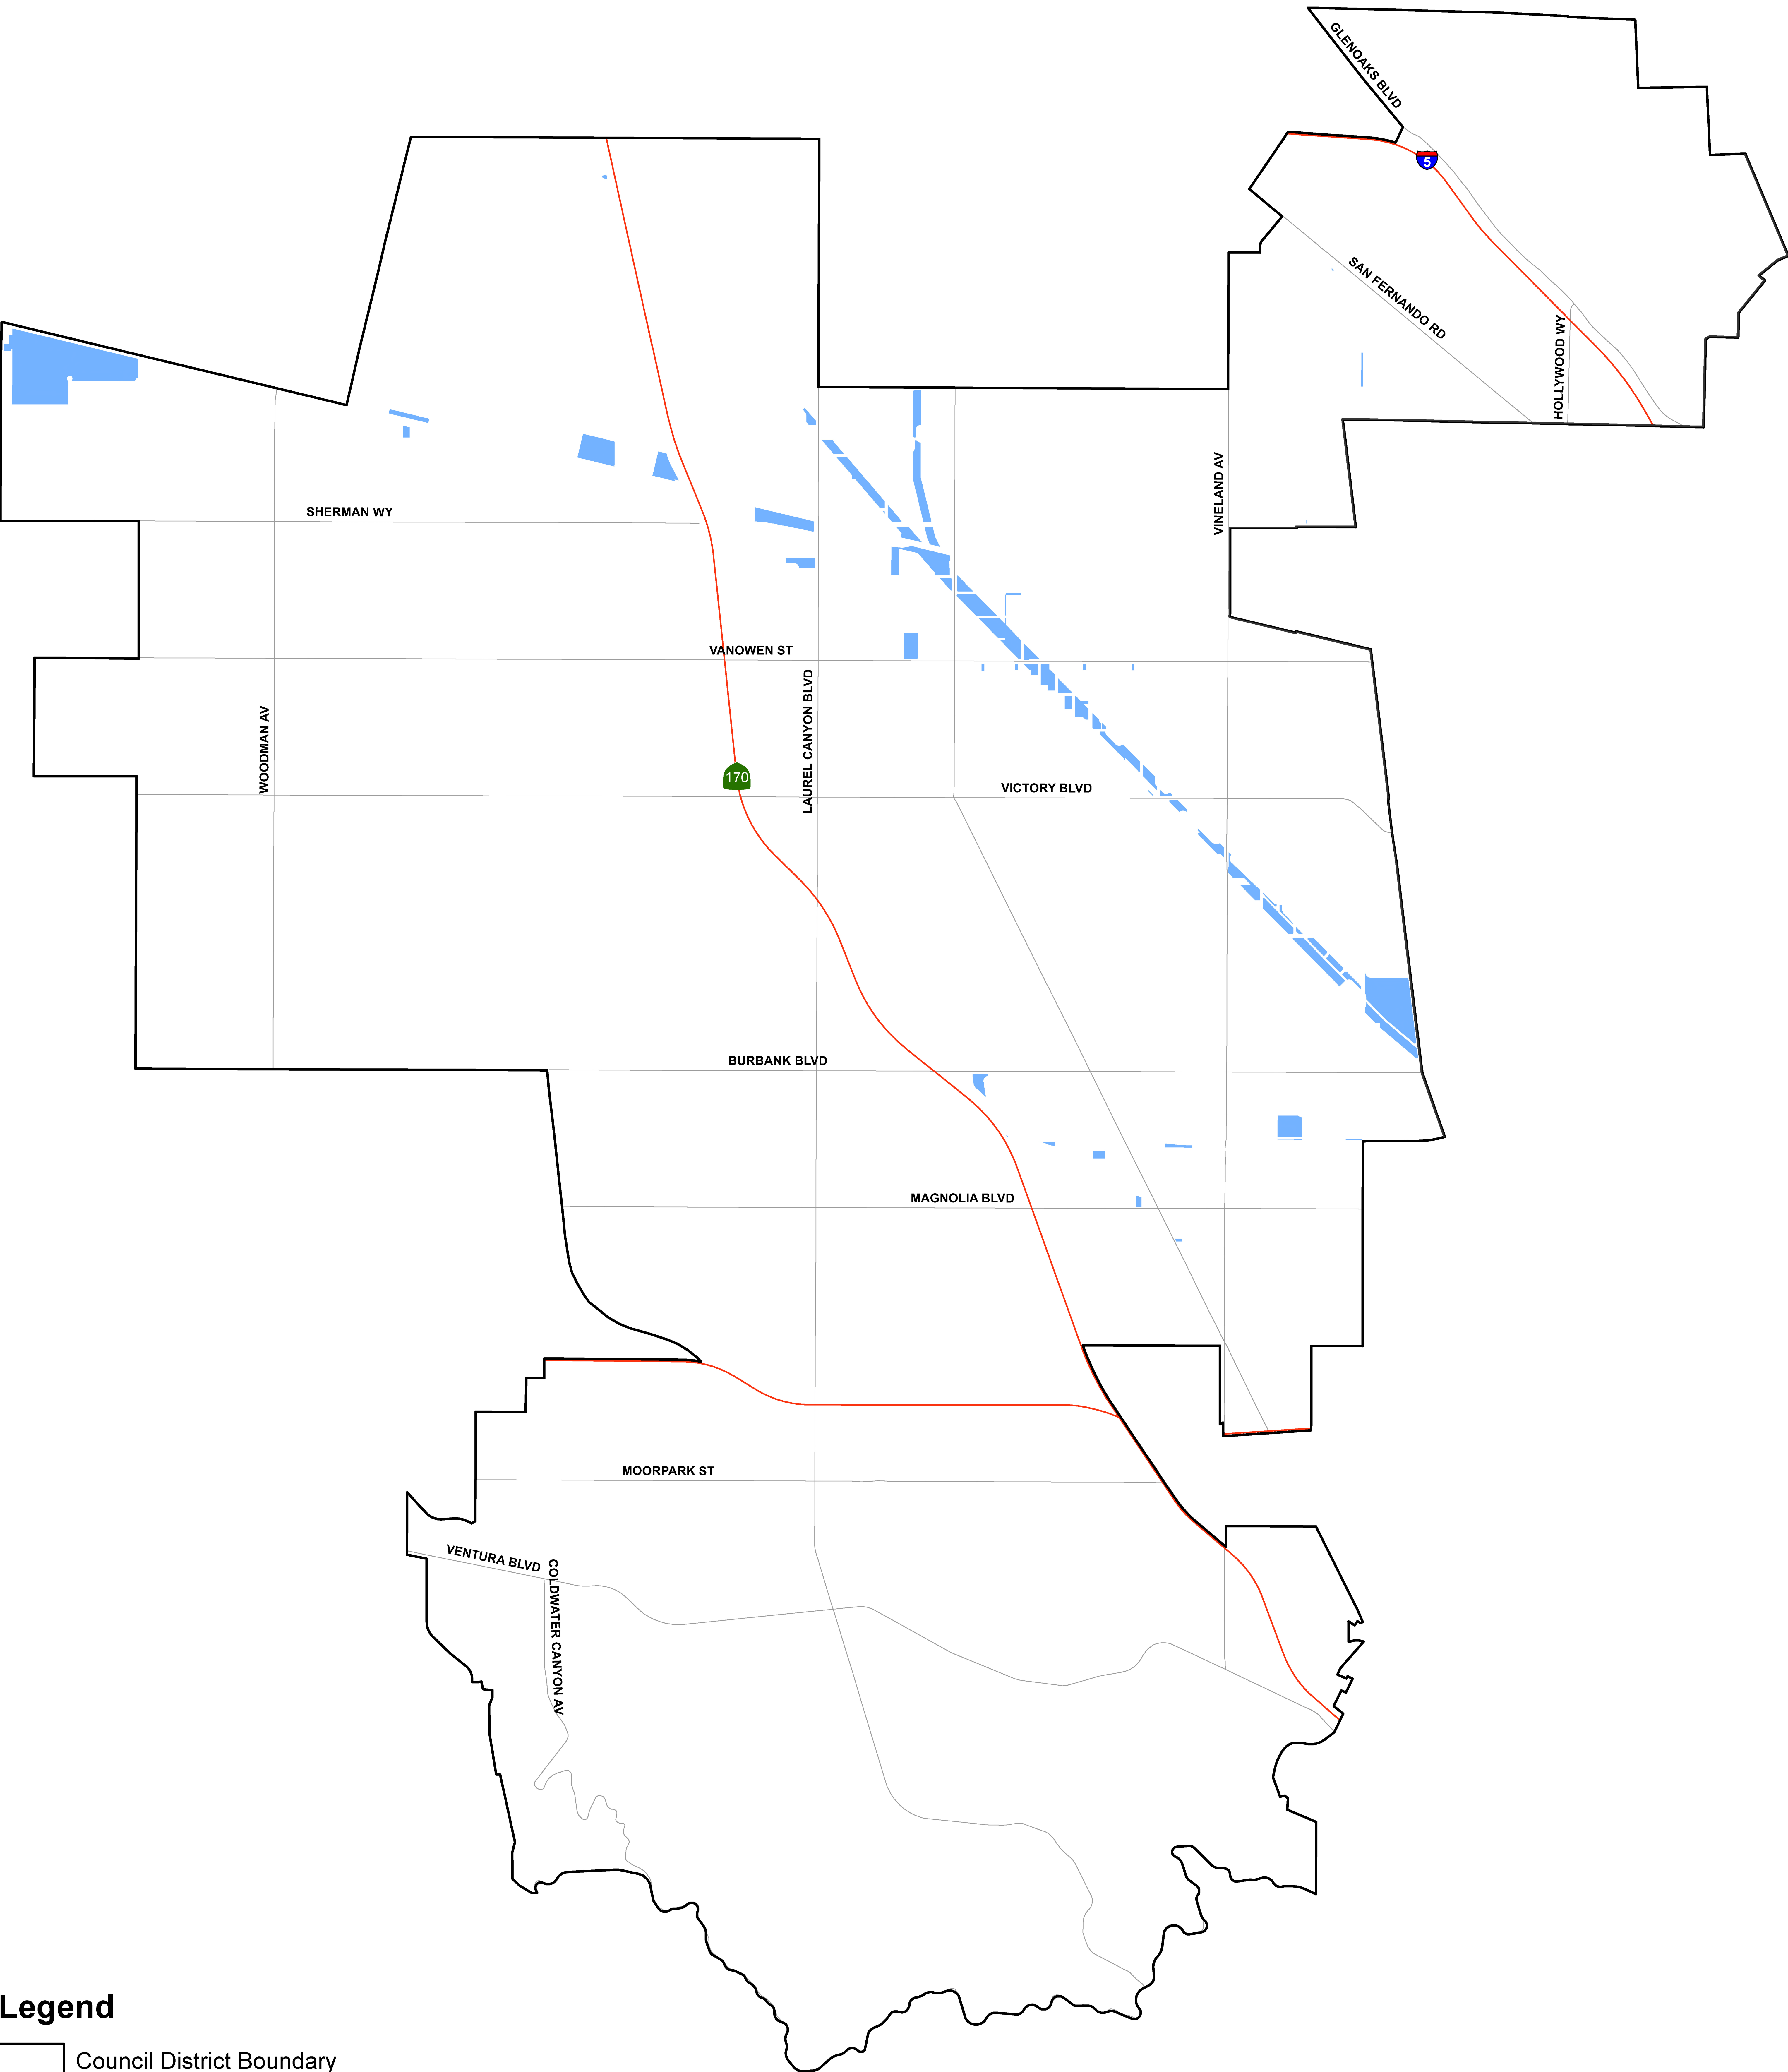 GLENOAKS BLVD
5
SAN FERNANDO RD
HOLLYWOOD WY
VINELAND AV
SHERMAN WY
VANOWEN ST
LAUREL CANYON BLVD
WOODMAN AV
170
VICTORY BLVD
BURBANK BLVD
MAGNOLIA BLVD
MOORPARK ST
VENTURA BLVD
COLDWATER CANYON AV
Legend
Council District Boundary